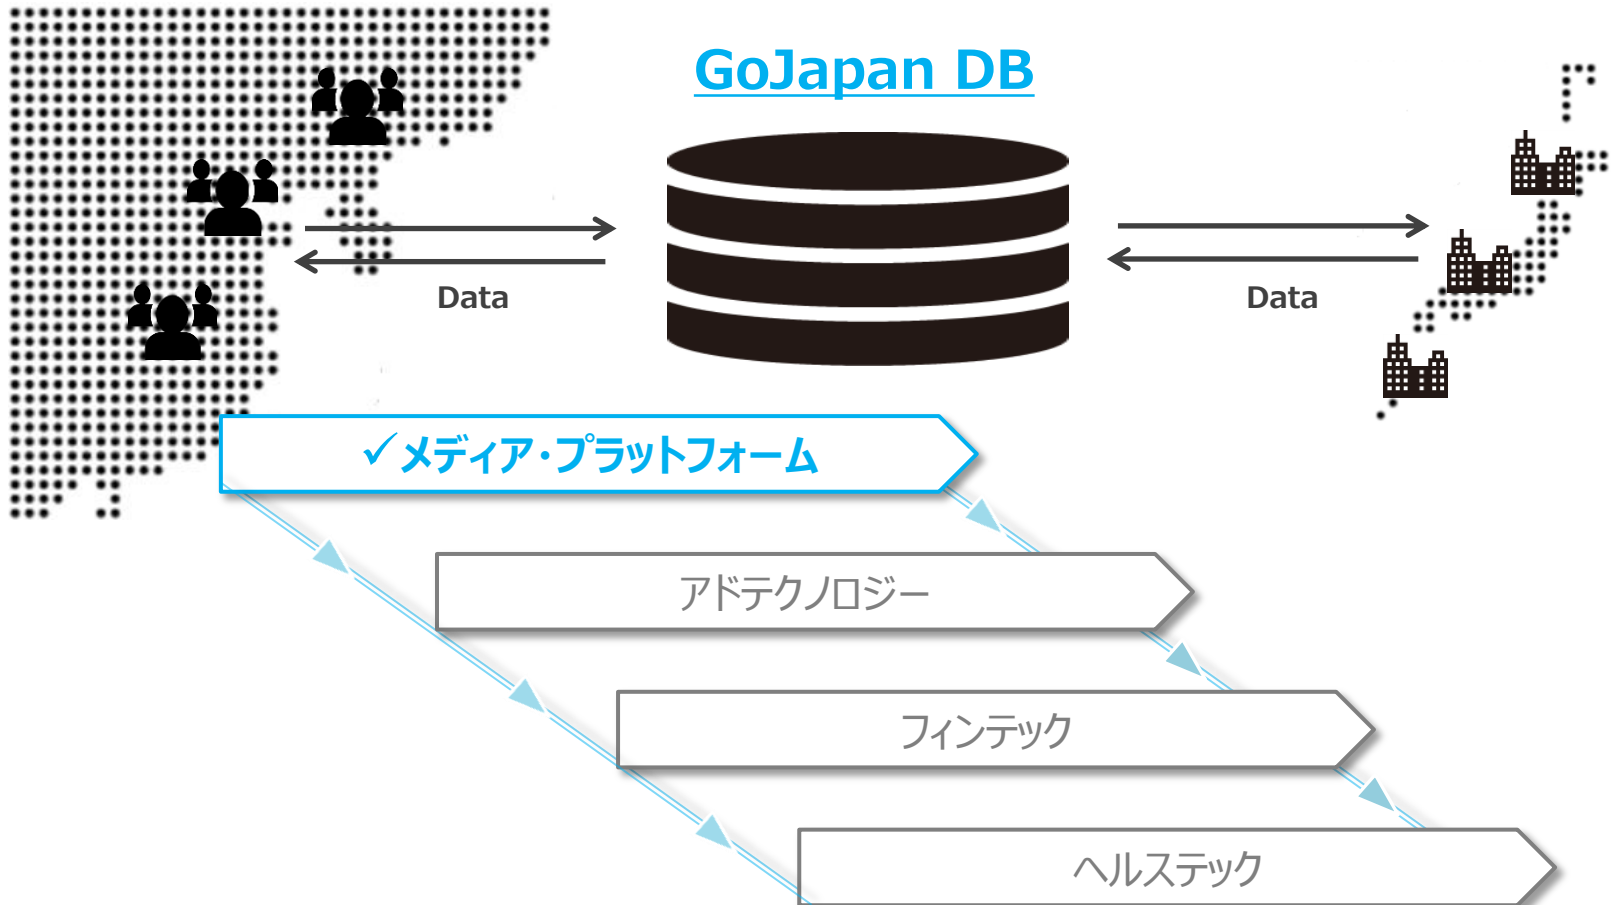 GoJapan DB
Data
Data
✓メディア・プラットフォーム
アドテクノロジー
フィンテック
ヘルステック